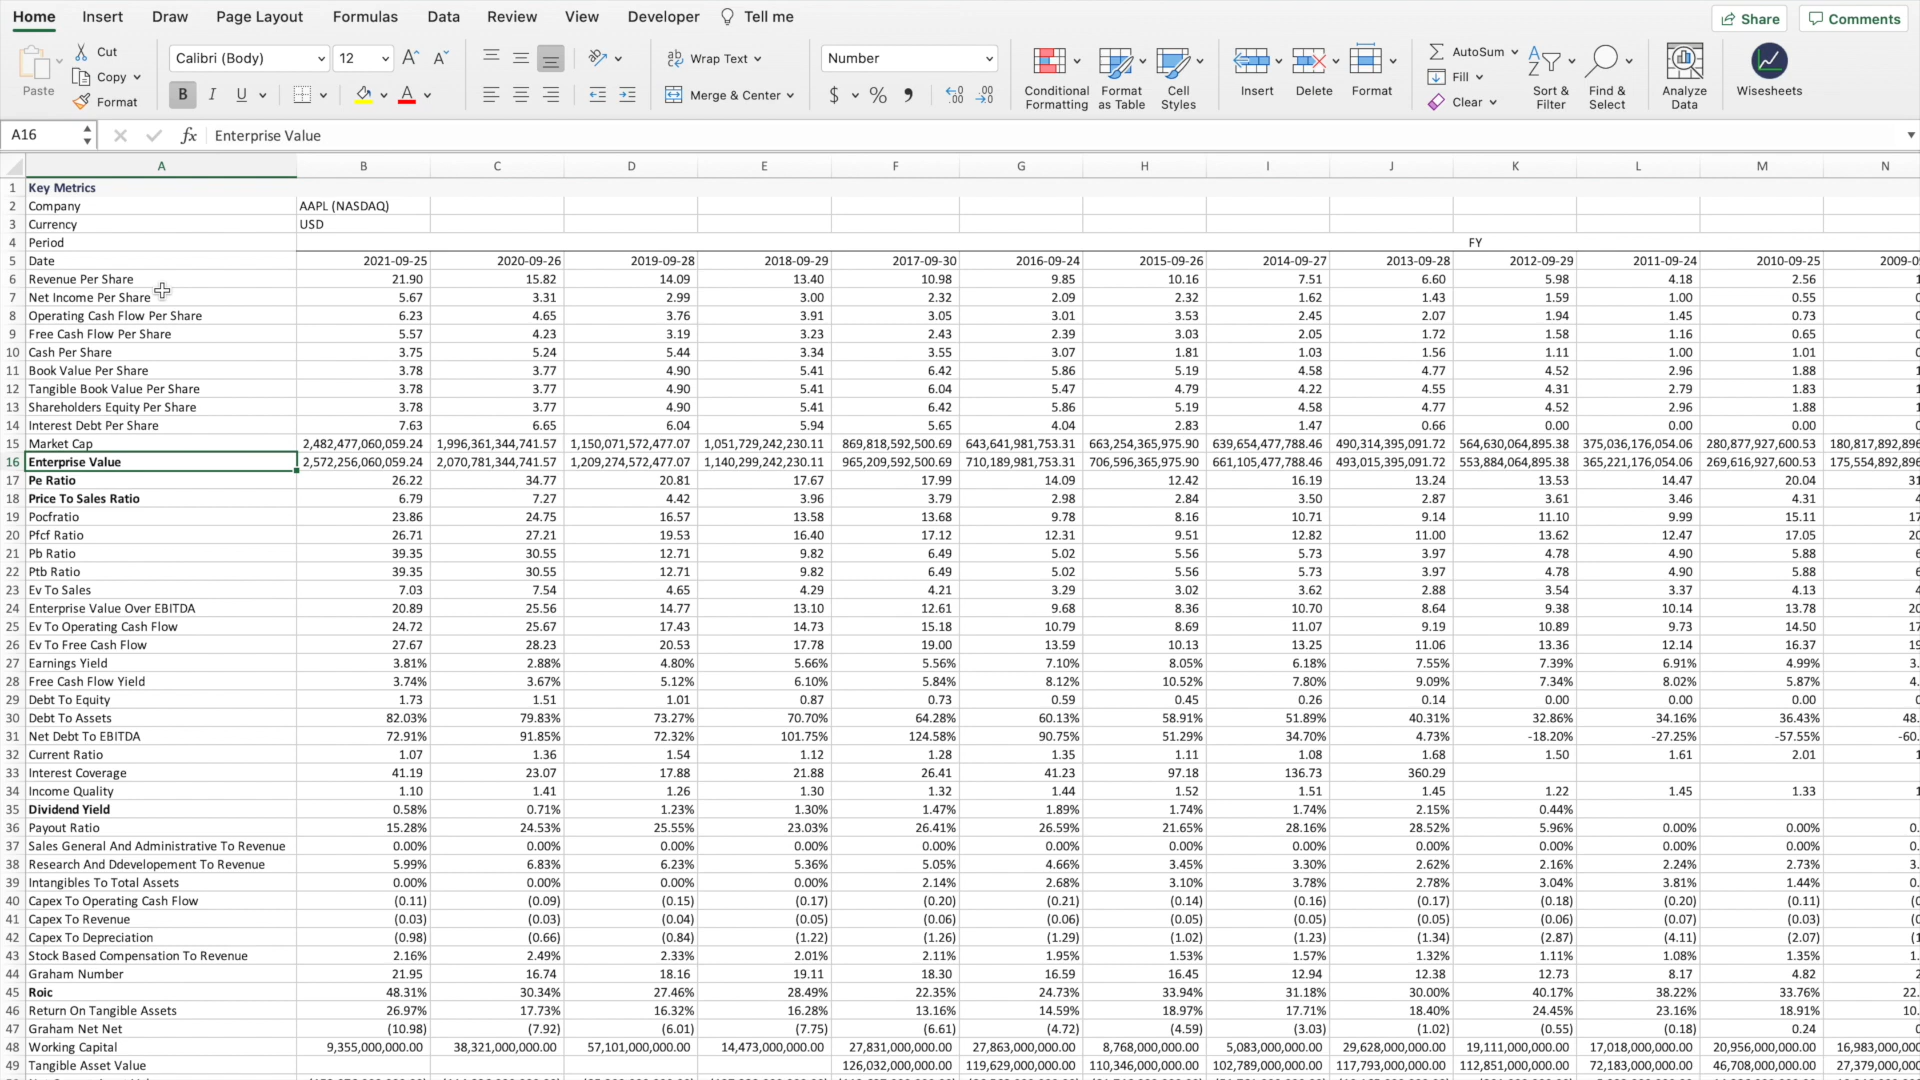 Home Insert Draw Page Layout Formulas Data Review View Developer Tell me Share Comments
Cut Calibri (Body) 12 Wrap Text Number AutoSum
Copy Fill
Paste Format B I U Merge & Center $ % Conditional Formatting Format as Table Cell Styles Insert Delete Format Clear Sort & Filter Find & Select Analyze Data Wisesheets
A16 fx Enterprise Value
A B C D E F G H I J K L M N
1 Key Metrics
2 Company AAPL (NASDAQ)
3 Currency USD
4 Period FY
5 Date 2021-09-25 2020-09-26 2019-09-28 2018-09-29 2017-09-30 2016-09-24 2015-09-26 2014-09-27 2013-09-28 2012-09-29 2011-09-24 2010-09-25
6 Revenue Per Share 21.90 15.82 14.09 13.40 10.98 9.85 10.16 7.51 6.60 5.98 4.18 2.56
7 Net Income Per Share 5.67 3.31 2.99 3.00 2.32 2.09 2.32 1.62 1.43 1.59 1.00 0.55
8 Operating Cash Flow Per Share 6.23 4.65 3.76 3.91 3.05 3.01 3.53 2.45 2.07 1.94 1.45 0.73
9 Free Cash Flow Per Share 5.57 4.23 3.19 3.23 2.43 2.39 3.03 2.05 1.72 1.58 1.16 0.65
10 Cash Per Share 3.75 5.24 5.44 3.34 3.55 3.07 1.81 1.03 1.56 1.11 1.00 1.01
11 Book Value Per Share 3.78 3.77 4.90 5.41 6.42 5.86 5.19 4.58 4.77 4.52 2.96 1.88
12 Tangible Book Value Per Share 3.78 3.77 4.90 5.41 6.04 5.47 4.79 4.22 4.55 4.31 2.79 1.83
13 Shareholders Equity Per Share 3.78 3.77 4.90 5.41 6.42 5.86 5.19 4.58 4.77 4.52 2.96 1.88
14 Interest Debt Per Share 7.63 6.65 6.04 5.94 5.65 4.04 2.83 1.47 0.66 0.00 0.00 0.00
15 Market Cap 2,482,477,060,059.24 1,996,361,344,741.57 1,150,071,572,477.07 1,051,729,242,230.11 869,818,592,500.69 643,641,981,753.31 663,254,365,975.90 639,654,477,788.46 490,314,395,091.72 564,630,064,895.38 375,036,176,054.06 280,877,927,600.53 180,817,892,896
16 Enterprise Value 2,572,256,060,059.24 2,070,781,344,741.57 1,209,274,572,477.07 1,140,299,242,230.11 965,209,592,500.69 710,189,981,753.31 706,596,365,975.90 661,105,477,788.46 493,015,395,091.72 553,884,064,895.38 365,221,176,054.06 269,616,927,600.53 175,554,892,896
17 Pe Ratio 26.22 34.77 20.81 17.67 17.99 14.09 12.42 16.19 13.24 13.53 14.47 20.04 31
18 Price To Sales Ratio 6.79 7.27 4.42 3.96 3.79 2.98 2.84 3.50 2.87 3.61 3.46 4.31
19 Pocfratio 23.86 24.75 16.57 13.58 13.68 9.78 8.16 10.71 9.14 11.10 9.99 15.11 17
20 Pfcf Ratio 26.71 27.21 19.53 16.40 17.12 12.31 9.51 12.82 11.00 13.62 12.47 17.05 20
21 Pb Ratio 39.35 30.55 12.71 9.82 6.49 5.02 5.56 5.73 3.97 4.78 4.90 5.88
22 Ptb Ratio 39.35 30.55 12.71 9.82 6.49 5.02 5.56 5.73 3.97 4.78 4.90 5.88
23 Ev To Sales 7.03 7.54 4.65 4.29 4.21 3.29 3.02 3.62 2.88 3.54 3.37 4.13
24 Enterprise Value Over EBITDA 20.89 25.56 14.77 13.10 12.61 9.68 8.36 10.70 8.64 9.38 10.14 13.78 20
25 Ev To Operating Cash Flow 24.72 25.67 17.43 14.73 15.18 10.79 8.69 11.07 9.19 10.89 9.73 14.50 17
26 Ev To Free Cash Flow 27.67 28.23 20.53 17.78 19.00 13.59 10.13 13.25 11.06 13.36 12.14 16.37 19
27 Earnings Yield 3.81% 2.88% 4.80% 5.66% 5.56% 7.10% 8.05% 6.18% 7.55% 7.39% 6.91% 4.99% 3.
28 Free Cash Flow Yield 3.74% 3.67% 5.12% 6.10% 5.84% 8.12% 10.52% 7.80% 9.09% 7.34% 8.02% 5.87% 4.
29 Debt To Equity 1.73 1.51 1.01 0.87 0.73 0.59 0.45 0.26 0.14 0.00 0.00 0.00
30 Debt To Assets 82.03% 79.83% 73.27% 70.70% 64.28% 60.13% 58.91% 51.89% 40.31% 32.86% 34.16% 36.43% 48.
31 Net Debt To EBITDA 72.91% 91.85% 72.32% 101.75% 124.58% 90.75% 51.29% 34.70% 4.73% -18.20% -27.25% -57.55% -60.
32 Current Ratio 1.07 1.36 1.54 1.12 1.28 1.35 1.11 1.08 1.68 1.50 1.61 2.01
33 Interest Coverage 41.19 23.07 17.88 21.88 26.41 41.23 97.18 136.73 360.29
34 Income Quality 1.10 1.41 1.26 1.30 1.32 1.44 1.52 1.51 1.45 1.22 1.45 1.33
35 Dividend Yield 0.58% 0.71% 1.23% 1.30% 1.47% 1.89% 1.74% 1.74% 2.15% 0.44%
36 Payout Ratio 15.28% 24.53% 25.55% 23.03% 26.41% 26.59% 21.65% 28.16% 28.52% 5.96% 0.00% 0.00% 0.
37 Sales General And Administrative To Revenue 0.00% 0.00% 0.00% 0.00% 0.00% 0.00% 0.00% 0.00% 0.00% 0.00% 0.00% 0.00% 0.
38 Research And Ddevelopement To Revenue 5.99% 6.83% 6.23% 5.36% 5.05% 4.66% 3.45% 3.30% 2.62% 2.16% 2.24% 2.73% 3.
39 Intangibles To Total Assets 0.00% 0.00% 0.00% 0.00% 2.14% 2.68% 3.10% 3.78% 2.78% 3.04% 3.81% 1.44% 0.
40 Capex To Operating Cash Flow (0.11) (0.09) (0.15) (0.17) (0.20) (0.21) (0.14) (0.16) (0.17) (0.18) (0.20) (0.11)
41 Capex To Revenue (0.03) (0.03) (0.04) (0.05) (0.06) (0.06) (0.05) (0.05) (0.05) (0.06) (0.07) (0.03)
42 Capex To Depreciation (0.98) (0.66) (0.84) (1.22) (1.26) (1.29) (1.02) (1.23) (1.34) (2.87) (4.11) (2.07)
43 Stock Based Compensation To Revenue 2.16% 2.49% 2.33% 2.01% 2.11% 1.95% 1.53% 1.57% 1.32% 1.11% 1.08% 1.35% 1.
44 Graham Number 21.95 16.74 18.16 19.11 18.30 16.59 16.45 12.94 12.38 12.73 8.17 4.82
45 Roic 48.31% 30.34% 27.46% 28.49% 22.35% 24.73% 33.94% 31.18% 30.00% 40.17% 38.22% 33.76% 22.
46 Return On Tangible Assets 26.97% 17.73% 16.32% 16.28% 13.16% 14.59% 18.97% 17.71% 18.40% 24.45% 23.16% 18.91% 10.
47 Graham Net Net (10.98) (7.92) (6.01) (7.75) (6.61) (4.72) (4.59) (3.03) (1.02) (0.55) (0.18) 0.24
48 Working Capital 9,355,000,000.00 38,321,000,000.00 57,101,000,000.00 14,473,000,000.00 27,831,000,000.00 27,863,000,000.00 8,768,000,000.00 5,083,000,000.00 29,628,000,000.00 19,111,000,000.00 17,018,000,000.00 20,956,000,000.00 16,983,000,000
49 Tangible Asset Value 126,032,000,000.00 119,629,000,000.00 110,346,000,000.00 102,789,000,000.00 117,793,000,000.00 112,851,000,000.00 72,183,000,000.00 46,708,000,000.00 27,379,000,000